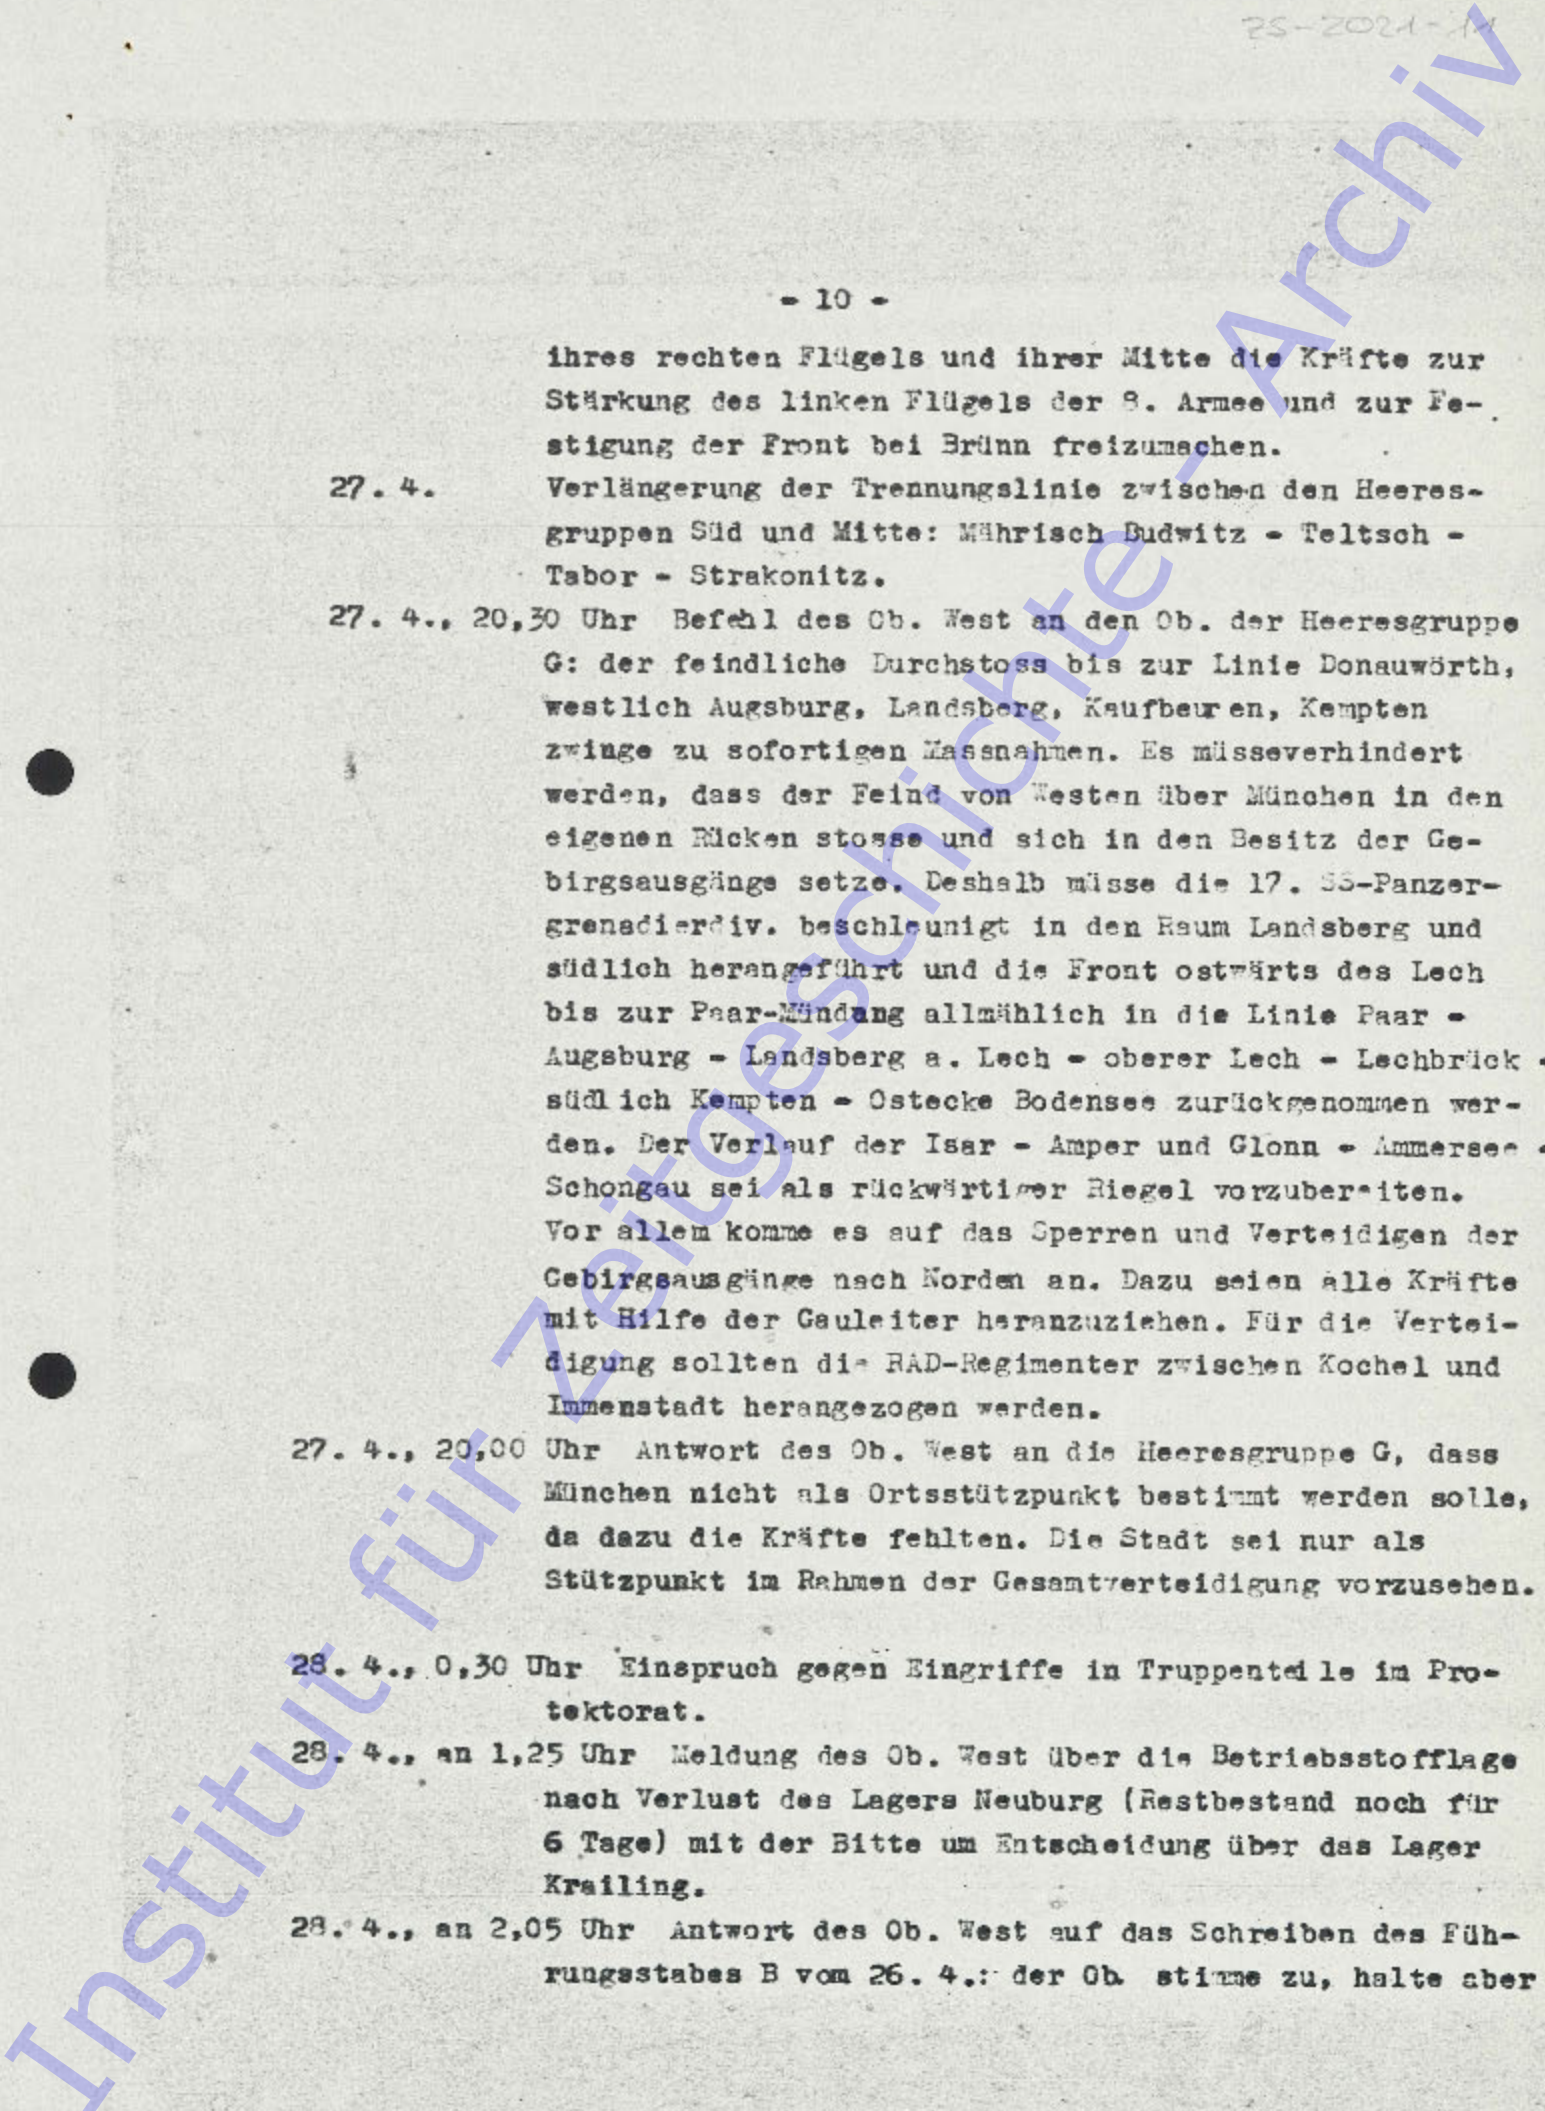 ZS-2021-11
- 10 -
ihres rechten Flügels und ihrer Mitte die Kräfte zur
Stärkung des linken Flügels der 8. Armee und zur Fe-
stigung der Front bei Brünn freizumachen.
27. 4. Verlängerung der Trennungslinie zwischen den Heeres-
gruppen Süd und Mitte: Mährisch Budwitz - Teltsch -
Tabor - Strakonitz.
27. 4., 20,30 Uhr Befehl des Ob. West an den Ob. der Heeresgruppe
G: der feindliche Durchstoss bis zur Linie Donauwörth,
westlich Augsburg, Landsberg, Kaufbeuren, Kempten
zwinge zu sofortigen Massnahmen. Es müsseverhindert
werden, dass der Feind von Westen über München in den
eigenen Rücken stosse und sich in den Besitz der Ge-
birgsausgänge setze. Deshalb müsse die 17. SS-Panzer-
grenadierdiv. beschleunigt in den Raum Landsberg und
südlich herangeführt und die Front ostwärts des Lech
bis zur Paar-Mündung allmählich in die Linie Paar -
Augsburg - Landsberg a. Lech - oberer Lech - Lechbrück -
südlich Kempten - Ostecke Bodensee zurückgenommen wer-
den. Der Verlauf der Isar - Amper und Glonn - Ammersee -
Schongau sei als rückwärtiger Riegel vorzubereiten.
Vor allem komme es auf das Sperren und Verteidigen der
Gebirgsausgänge nach Norden an. Dazu seien alle Kräfte
mit Hilfe der Gauleiter heranzuziehen. Für die Vertei-
digung sollten die RAD-Regimenter zwischen Kochel und
Immenstadt herangezogen werden.
27. 4., 20,00 Uhr Antwort des Ob. West an die Heeresgruppe G, dass
München nicht als Ortsstützpunkt bestimmt werden solle,
da dazu die Kräfte fehlten. Die Stadt sei nur als
Stützpunkt im Rahmen der Gesamtverteidigung vorzusehen.
28. 4., 0,30 Uhr Einspruch gegen Eingriffe in Truppenteile im Pro-
tektorat.
28. 4., an 1,25 Uhr Meldung des Ob. West über die Betriebsstofflage
nach Verlust des Lagers Neuburg (Restbestand noch für
6 Tage) mit der Bitte um Entscheidung über das Lager
Krailing.
28. 4., an 2,05 Uhr Antwort des Ob. West auf das Schreiben des Füh-
rungsstabes B vom 26. 4.: der Ob. stimme zu, halte aber
Institut für Zeitgeschichte - Archiv